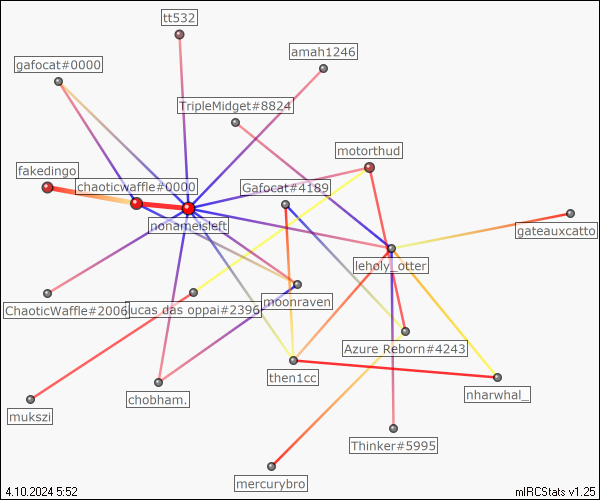 tt532
amah1246
gafocat#0000
TripleMidget#8824
motorthud
fakedingo
chaoticwaffle#0000
Gafocat#4189
nonameisleft
gateauxcatto
leholy_otter
moonraven
ChaoticWaffle#2006
lucas das oppai#2396
Azure Reborn#4243
then1cc
nharwhal_
chobham.
mukszi
Thinker#5995
mercurybro
4.10.2024 5:52
mIRCStats v1.25